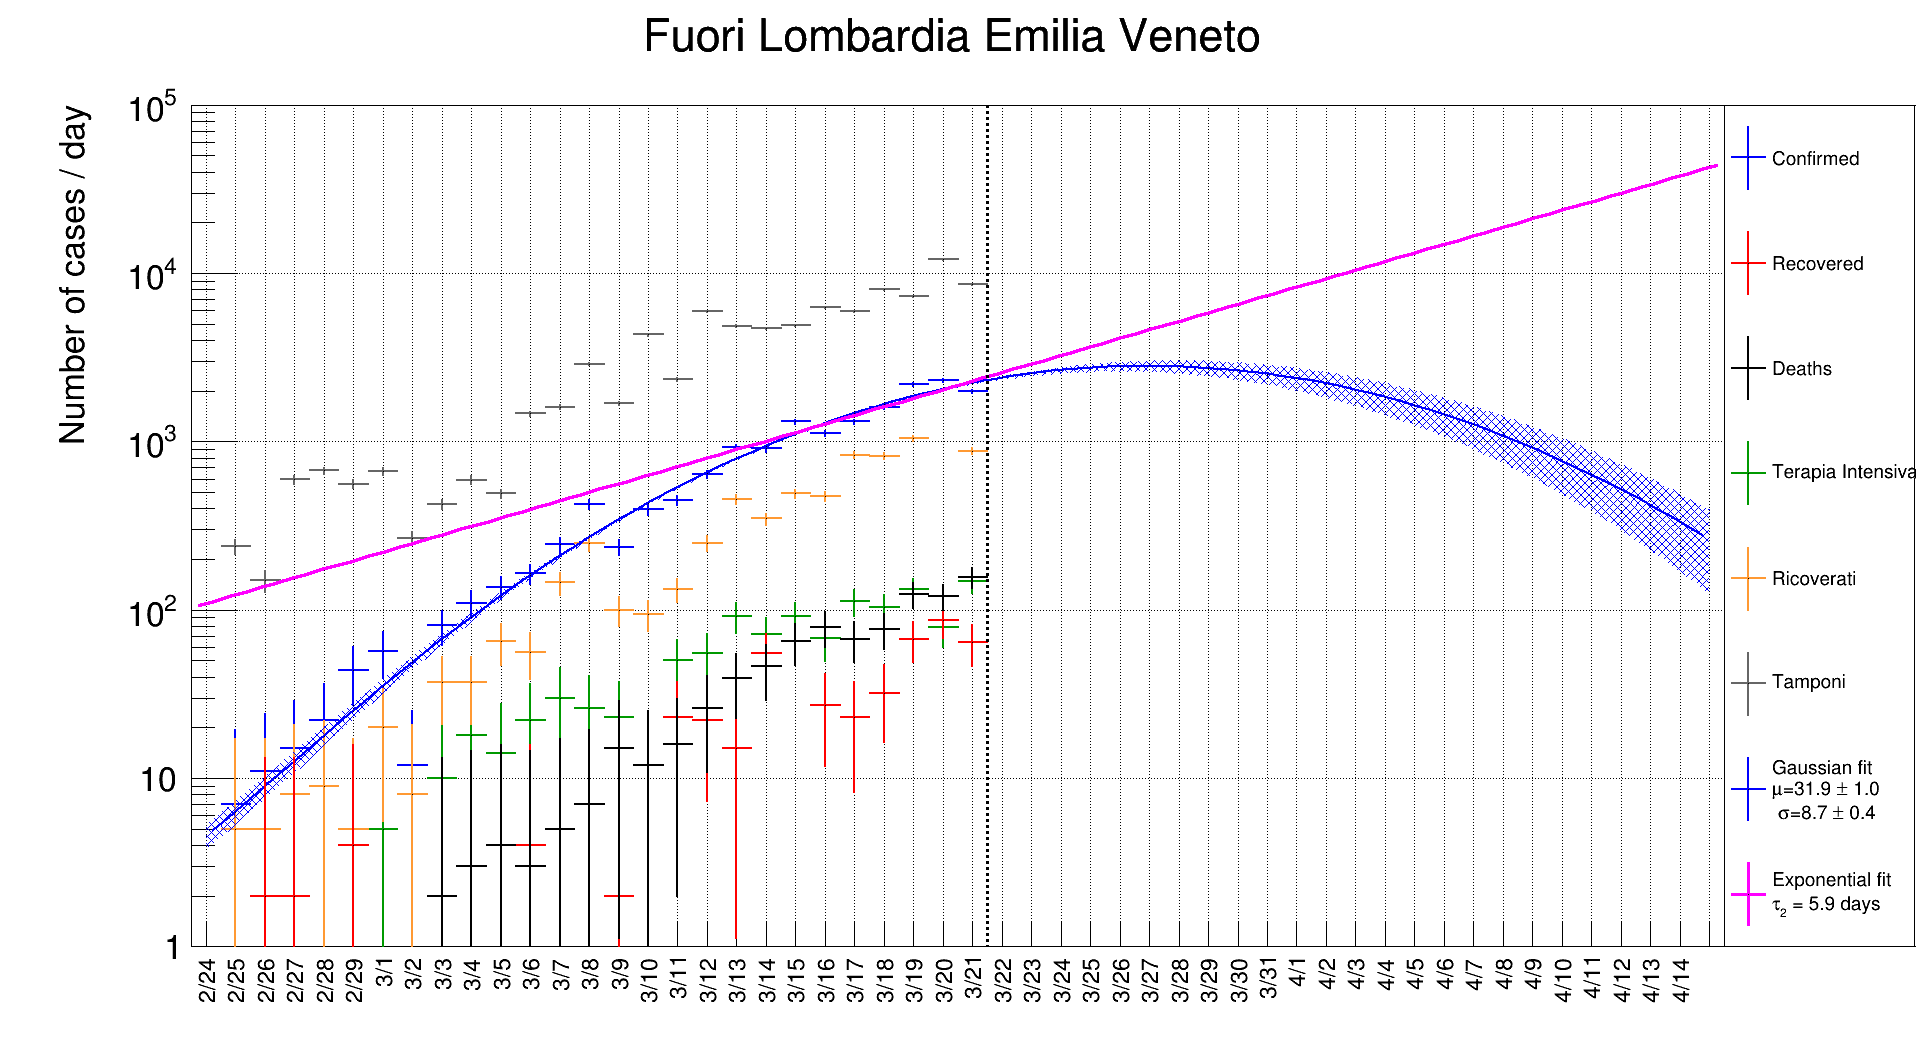 Fuori Lombardia Emilia Veneto
Number of cases / day
10^5
10^4
10^3
10^2
10
1
2/24 2/25 2/26 2/27 2/28 2/29 3/1 3/2 3/3 3/4 3/5 3/6 3/7 3/8 3/9 3/10 3/11 3/12 3/13 3/14 3/15 3/16 3/17 3/18 3/19 3/20 3/21 3/22 3/23 3/24 3/25 3/26 3/27 3/28 3/29 3/30 3/31 4/1 4/2 4/3 4/4 4/5 4/6 4/7 4/8 4/9 4/10 4/11 4/12 4/13 4/14
Confirmed
Recovered
Deaths
Terapia Intensiva
Ricoverati
Tamponi
Gaussian fit
μ=31.9 ± 1.0
σ=8.7 ± 0.4
Exponential fit
τ_2 = 5.9 days